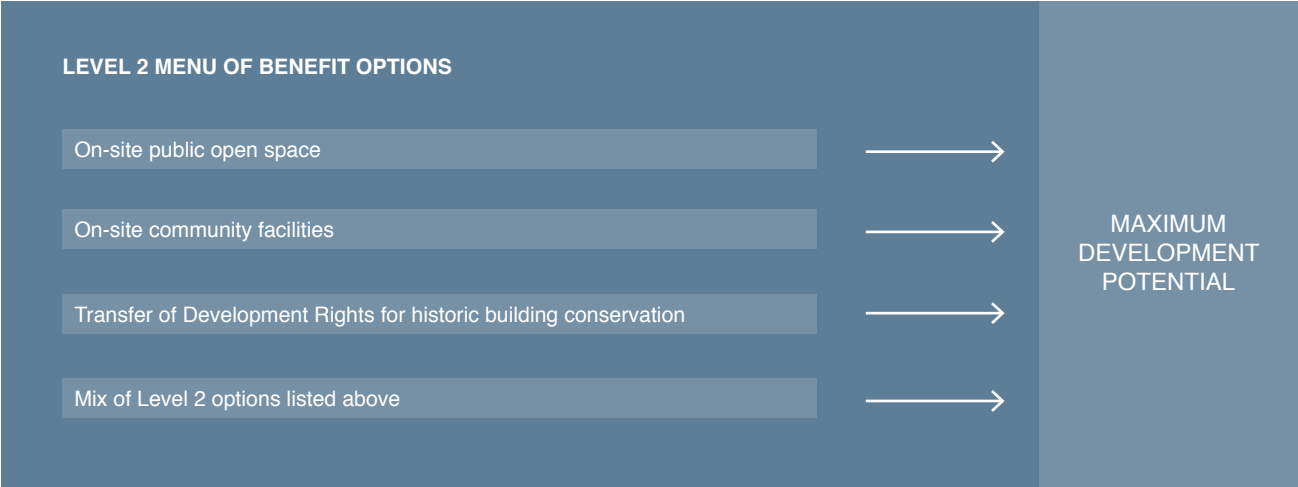 LEVEL 2 MENU OF BENEFIT OPTIONS
On-site public open space
On-site community facilities
Transfer of Development Rights for historic building conservation
Mix of Level 2 options listed above
MAXIMUM
DEVELOPMENT
POTENTIAL